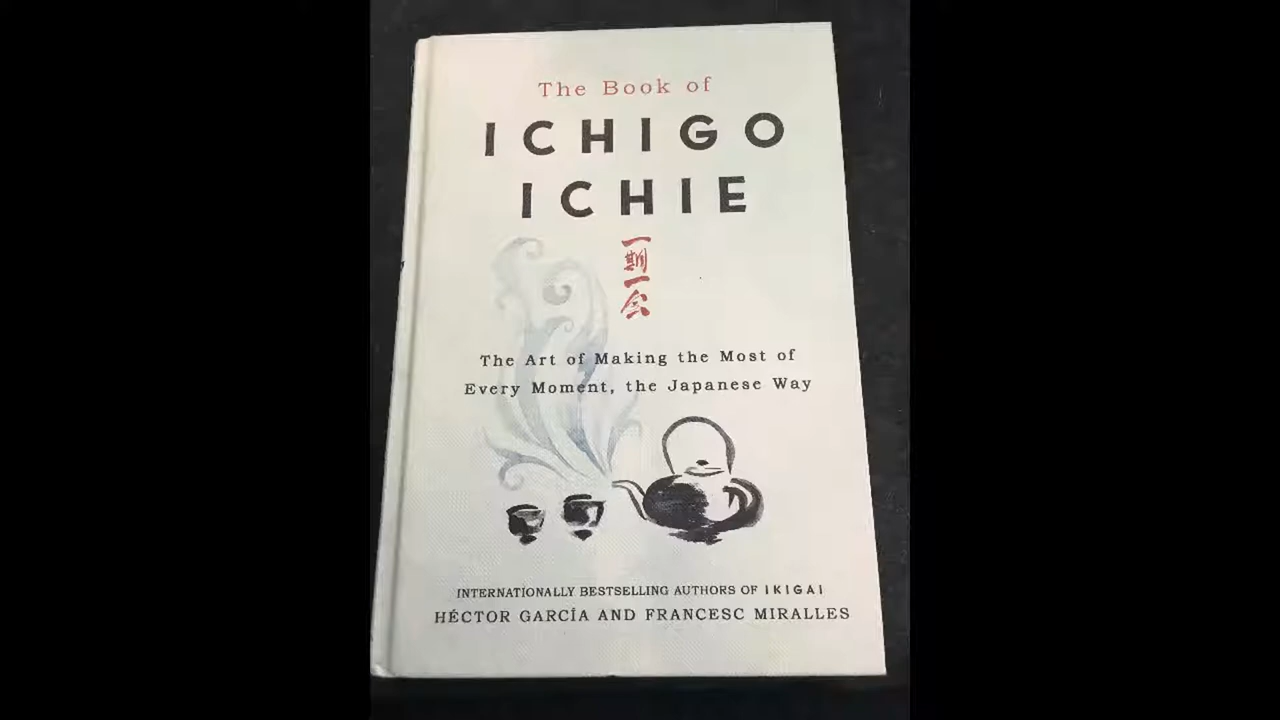 The Book of
ICHIGO
ICHIE
一期一会
The Art of Making the Most of
Every Moment, the Japanese Way
INTERNATIONALLY BESTSELLING AUTHORS OF IKIGAI
HÉCTOR GARCÍA AND FRANCESC MIRALLES